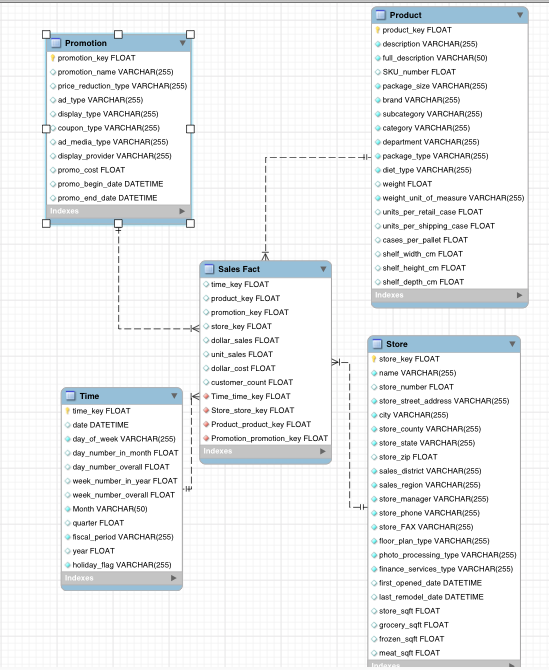 Promotion
promotion_key FLOAT
promotion_name VARCHAR(255)
price_reduction_type VARCHAR(255)
ad_type VARCHAR(255)
display_type VARCHAR(255)
coupon_type VARCHAR(255)
ad_media_type VARCHAR(255)
display_provider VARCHAR(255)
promo_cost FLOAT
promo_begin_date DATETIME
promo_end_date DATETIME
Indexes
Product
product_key FLOAT
description VARCHAR(255)
full_description VARCHAR(50)
SKU_number FLOAT
package_size VARCHAR(255)
brand VARCHAR(255)
subcategory VARCHAR(255)
category VARCHAR(255)
department VARCHAR(255)
package_type VARCHAR(255)
diet_type VARCHAR(255)
weight FLOAT
weight_unit_of_measure VARCHAR(255)
units_per_retail_case FLOAT
units_per_shipping_case FLOAT
cases_per_pallet FLOAT
shelf_width_cm FLOAT
shelf_height_cm FLOAT
shelf_depth_cm FLOAT
Indexes
Sales Fact
time_key FLOAT
product_key FLOAT
promotion_key FLOAT
store_key FLOAT
dollar_sales FLOAT
unit_sales FLOAT
dollar_cost FLOAT
customer_count FLOAT
Time_time_key FLOAT
Store_store_key FLOAT
Product_product_key FLOAT
Promotion_promotion_key FLOAT
Indexes
Time
time_key FLOAT
date DATETIME
day_of_week VARCHAR(255)
day_number_in_month FLOAT
day_number_overall FLOAT
week_number_in_year FLOAT
week_number_overall FLOAT
Month VARCHAR(50)
quarter FLOAT
fiscal_period VARCHAR(255)
year FLOAT
holiday_flag VARCHAR(255)
Indexes
Store
store_key FLOAT
name VARCHAR(255)
store_number FLOAT
store_street_address VARCHAR(255)
city VARCHAR(255)
store_county VARCHAR(255)
store_state VARCHAR(255)
store_zip FLOAT
sales_district VARCHAR(255)
sales_region VARCHAR(255)
store_manager VARCHAR(255)
store_phone VARCHAR(255)
store_FAX VARCHAR(255)
floor_plan_type VARCHAR(255)
photo_processing_type VARCHAR(255)
finance_services_type VARCHAR(255)
first_opened_date DATETIME
last_remodel_date DATETIME
store_sqft FLOAT
grocery_sqft FLOAT
frozen_sqft FLOAT
meat_sqft FLOAT
Indexes